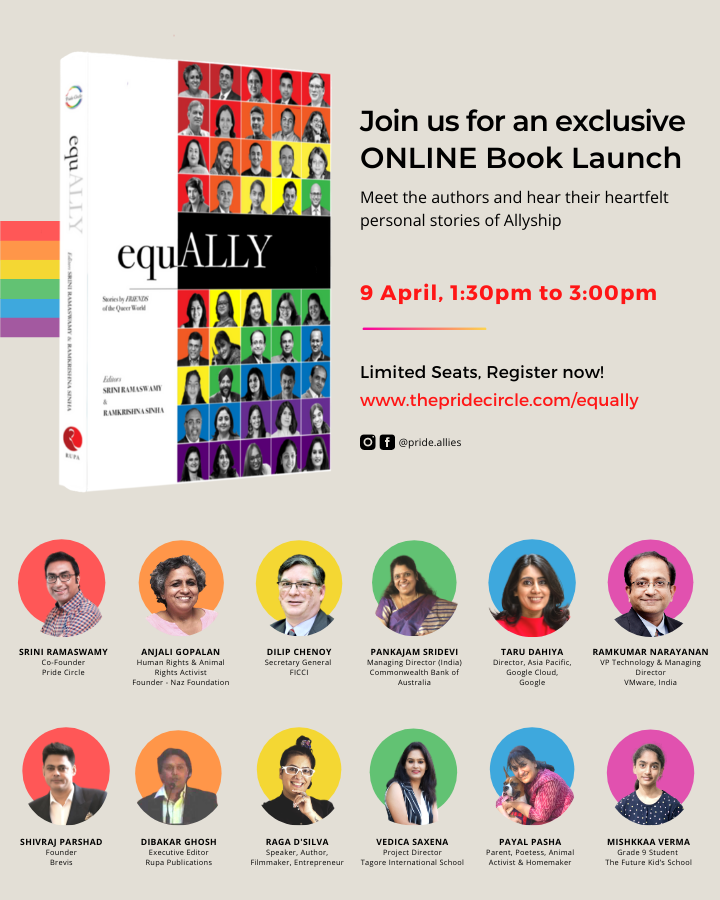 equALLY
Editors SRINI RAMASWAMY & RAMKRISHNA SINHA
RUPA
equALLY
Stories by FRIENDS
of the Queer World
Editors
SRINI RAMASWAMY
&
RAMKRISHNA SINHA
Join us for an exclusive
ONLINE Book Launch
Meet the authors and hear their heartfelt
personal stories of Allyship
9 April, 1:30pm to 3:00pm
Limited Seats, Register now!
www.thepridecircle.com/equally
@pride.allies
SRINI RAMASWAMY
Co-Founder
Pride Circle
ANJALI GOPALAN
Human Rights & Animal
Rights Activist
Founder - Naz Foundation
DILIP CHENOY
Secretary General
FICCI
PANKAJAM SRIDEVI
Managing Director (India)
Commonwealth Bank of
Australia
TARU DAHIYA
Director, Asia Pacific,
Google Cloud,
Google
RAMKUMAR NARAYANAN
VP Technology & Managing
Director
VMware, India
SHIVRAJ PARSHAD
Founder
Brevis
DIBAKAR GHOSH
Executive Editor
Rupa Publications
RAGA D'SILVA
Speaker, Author,
Filmmaker, Entrepreneur
VEDICA SAXENA
Project Director
Tagore International School
PAYAL PASHA
Parent, Poetess, Animal
Activist & Homemaker
MISHKKAA VERMA
Grade 9 Student
The Future Kid's School